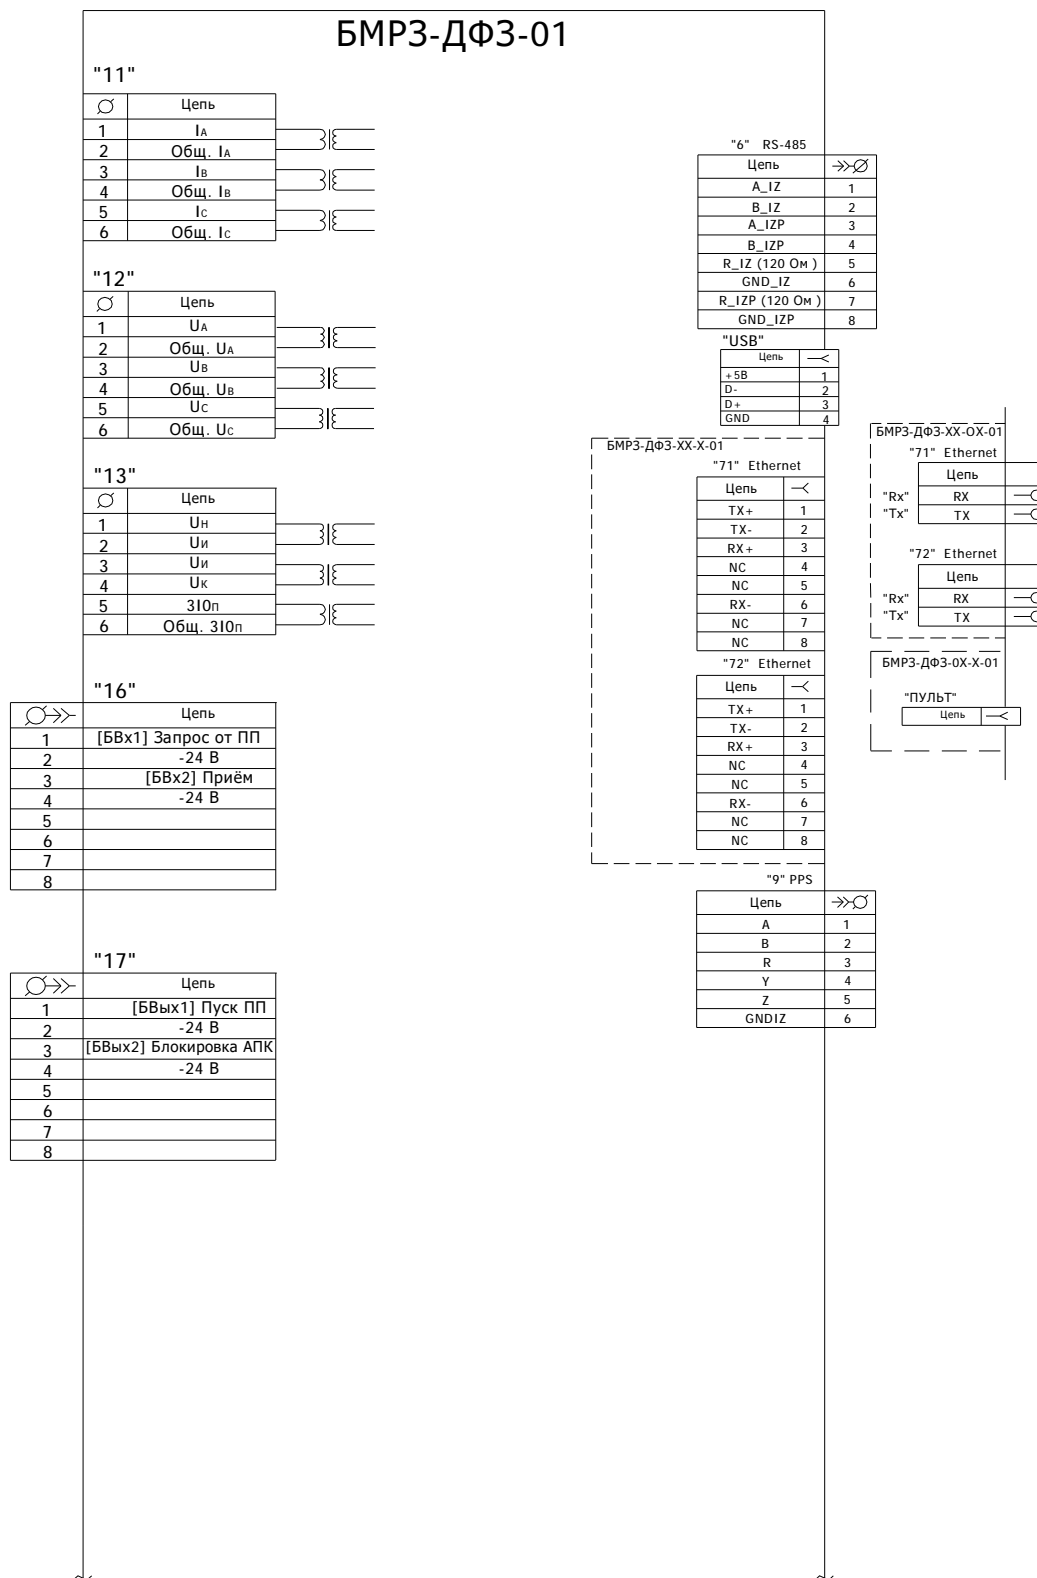 БМРЗ-ДФЗ-01
"11"
Цепь
1 IA
2 Общ. IA
3 IB
4 Общ. IB
5 IC
6 Общ. IC
"12"
Цепь
1 UA
2 Общ. UA
3 UB
4 Общ. UB
5 UC
6 Общ. UC
"13"
Цепь
1 UН
2 UИ
3 UИ
4 UК
5 3I0п
6 Общ. 3I0п
"16"
Цепь
1 [БВх1] Запрос от ПП
2 -24 В
3 [БВх2] Приём
4 -24 В
5
6
7
8
"17"
Цепь
1 [БВых1] Пуск ПП
2 -24 В
3 [БВых2] Блокировка АПК
4 -24 В
5
6
7
8
"6" RS-485
Цепь
A_IZ 1
B_IZ 2
A_IZP 3
B_IZP 4
R_IZ (120 Ом ) 5
GND_IZ 6
R_IZP (120 Ом ) 7
GND_IZP 8
"USB"
Цепь
+5В 1
D- 2
D+ 3
GND 4
БМРЗ-ДФЗ-ХХ-Х-01
"71" Ethernet
Цепь
TX+ 1
TX- 2
RX+ 3
NC 4
NC 5
RX- 6
NC 7
NC 8
"72" Ethernet
Цепь
TX+ 1
TX- 2
RX+ 3
NC 4
NC 5
RX- 6
NC 7
NC 8
"9" PPS
Цепь
A 1
B 2
R 3
Y 4
Z 5
GNDIZ 6
БМРЗ-ДФЗ-ХХ-ОХ-01
"71" Ethernet
Цепь
"Rx" RX
"Tx" TX
"72" Ethernet
Цепь
"Rx" RX
"Tx" TX
БМРЗ-ДФЗ-0Х-Х-01
"ПУЛЬТ"
Цепь